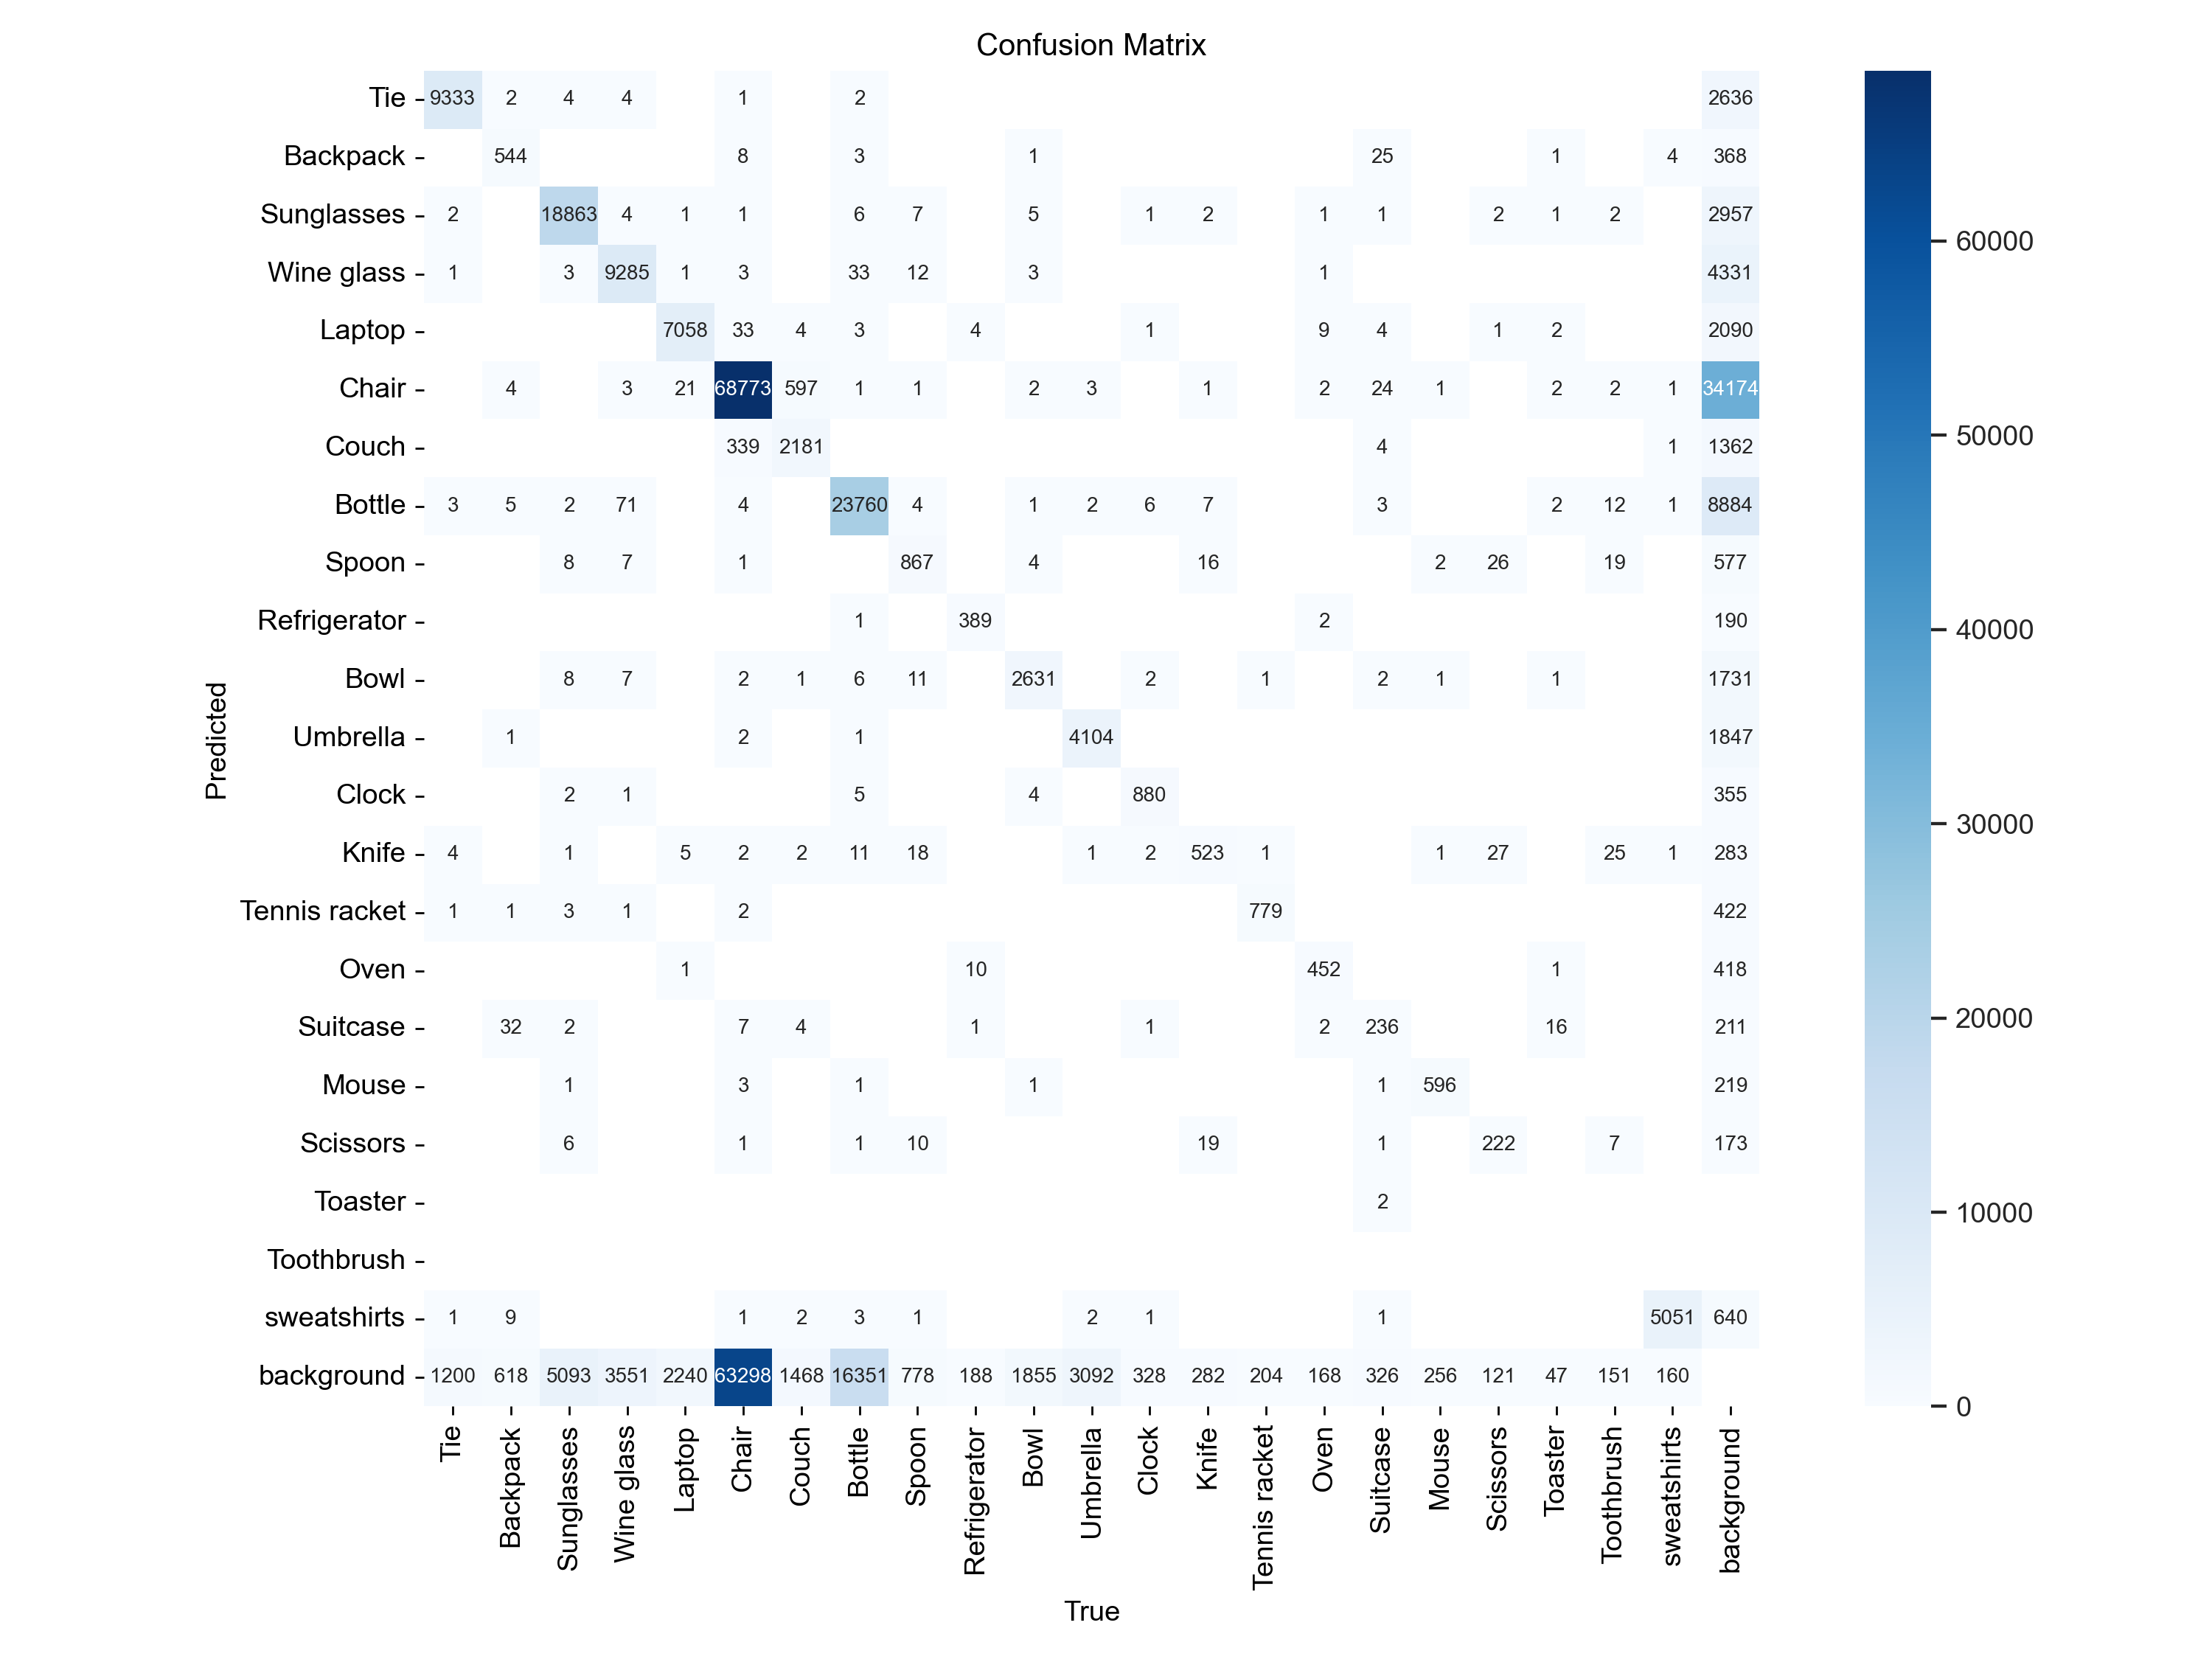 Confusion Matrix
Tie 9333 2 4 4 1 2 2636
Backpack 544 8 3 1 25 1 4 368
Sunglasses 2 18863 4 1 1 6 7 5 1 2 1 1 2 1 2 2957
Wine glass 1 3 9285 1 3 33 12 3 1 4331
Laptop 7058 33 4 3 4 1 9 4 1 2 2090
Chair 4 3 21 68773 597 1 1 2 3 1 2 24 1 2 2 1 34174
Couch 339 2181 4 1 1362
Bottle 3 5 2 71 4 23760 4 1 2 6 7 3 2 12 1 8884
Spoon 8 7 1 867 4 16 2 26 19 577
Refrigerator 1 389 2 190
Bowl 8 7 2 1 6 11 2631 2 1 2 1 1 1731
Umbrella 1 2 1 4104 1847
Clock 2 1 5 4 880 355
Knife 4 1 5 2 2 11 18 1 2 523 1 1 27 25 1 283
Tennis racket 1 1 3 1 2 779 422
Oven 1 10 452 1 418
Suitcase 32 2 7 4 1 1 2 236 16 211
Mouse 1 3 1 1 1 596 219
Scissors 6 1 1 10 19 1 222 7 173
Toaster 2
Toothbrush
sweatshirts 1 9 1 2 3 1 2 1 1 5051 640
background 1200 618 5093 3551 2240 63298 1468 16351 778 188 1855 3092 328 282 204 168 326 256 121 47 151 160
Predicted
Tie Backpack Sunglasses Wine glass Laptop Chair Couch Bottle Spoon Refrigerator Bowl Umbrella Clock Knife Tennis racket Oven Suitcase Mouse Scissors Toaster Toothbrush sweatshirts background
True
60000
50000
40000
30000
20000
10000
0